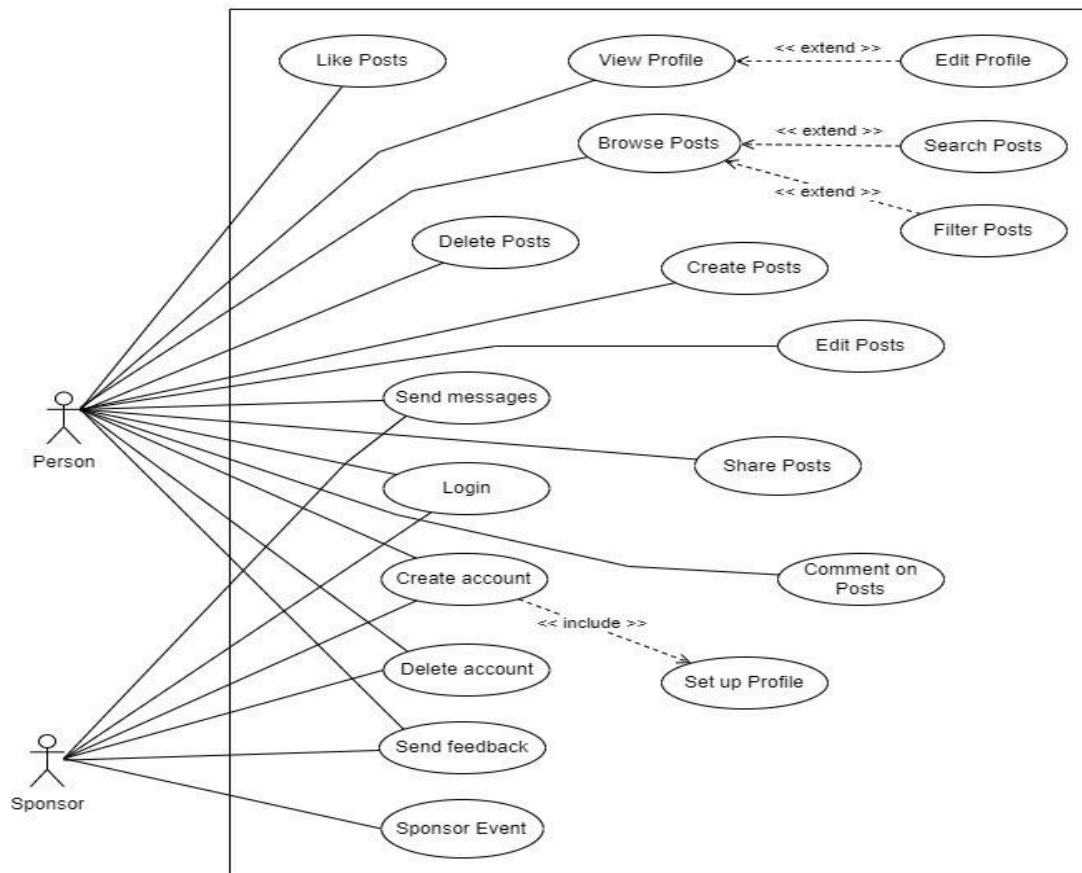 Like Posts
View Profile
<< extend >>
Edit Profile
Browse Posts
<< extend >>
Search Posts
<< extend >>
Filter Posts
Delete Posts
Create Posts
Edit Posts
Send messages
Person
Share Posts
Login
Create account
Comment on
Posts
<< include >>
Delete account
Set up Profile
Send feedback
Sponsor
Sponsor Event